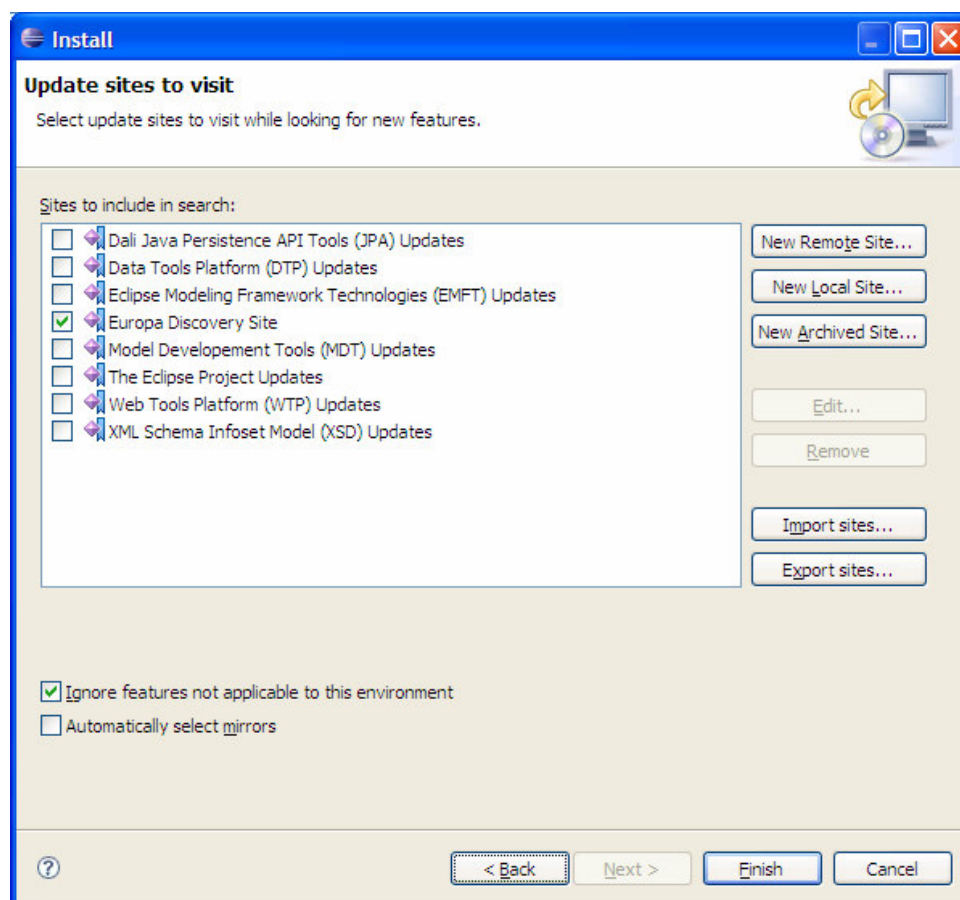 Install
Update sites to visit
Select update sites to visit while looking for new features.
Sites to include in search:
Dali Java Persistence API Tools (JPA) Updates
Data Tools Platform (DTP) Updates
Eclipse Modeling Framework Technologies (EMFT) Updates
Europa Discovery Site
Model Developement Tools (MDT) Updates
The Eclipse Project Updates
Web Tools Platform (WTP) Updates
XML Schema Infoset Model (XSD) Updates
New Remote Site...
New Local Site...
New Archived Site...
Edit...
Remove
Import sites...
Export sites...
Ignore features not applicable to this environment
Automatically select mirrors
?
< Back
Next >
Finish
Cancel